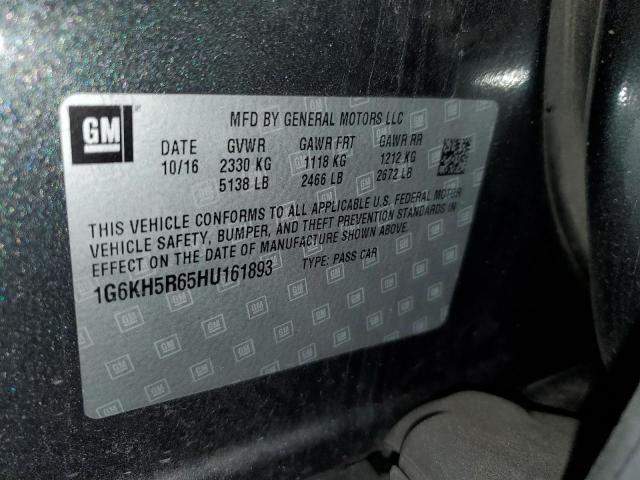 GM
MFD BY GENERAL MOTORS LLC
DATE GVWR GAWR FRT GAWR RR
10/16 2330 KG 1118 KG 1212 KG
5138 LB 2466 LB 2672 LB
THIS VEHICLE CONFORMS TO ALL APPLICABLE U.S. FEDERAL MOTOR
VEHICLE SAFETY, BUMPER, AND THEFT PREVENTION STANDARDS IN
EFFECT ON THE DATE OF MANUFACTURE SHOWN ABOVE.
1G6KH5R65HU161893 TYPE: PASS CAR